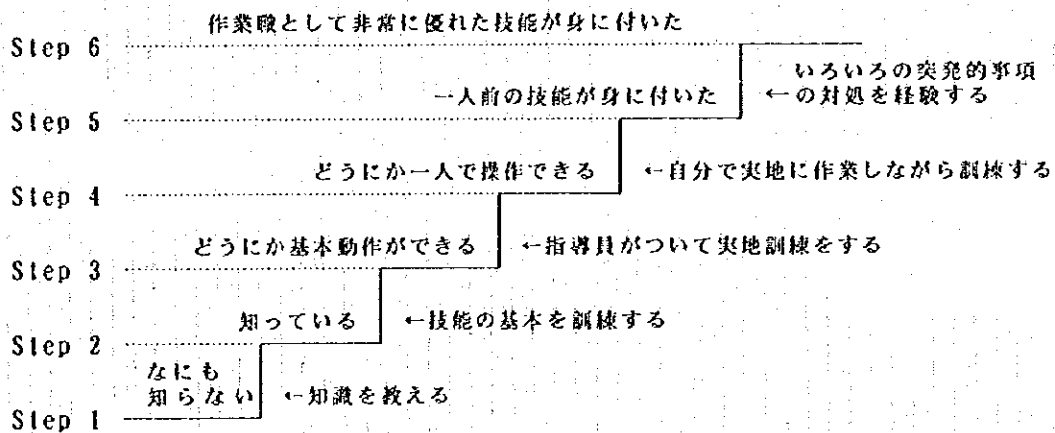 作業職として非常に優れた技能が身に付いた
Step 6
いろいろの突発的事項
一人前の技能が身に付いた ←の対処を経験する
Step 5
どうにか一人で操作できる ←自分で実地に作業しながら訓練する
Step 4
どうにか基本動作ができる ←指導員がついて実地訓練をする
Step 3
知っている ←技能の基本を訓練する
Step 2
なにも
知らない ←知識を教える
Step 1